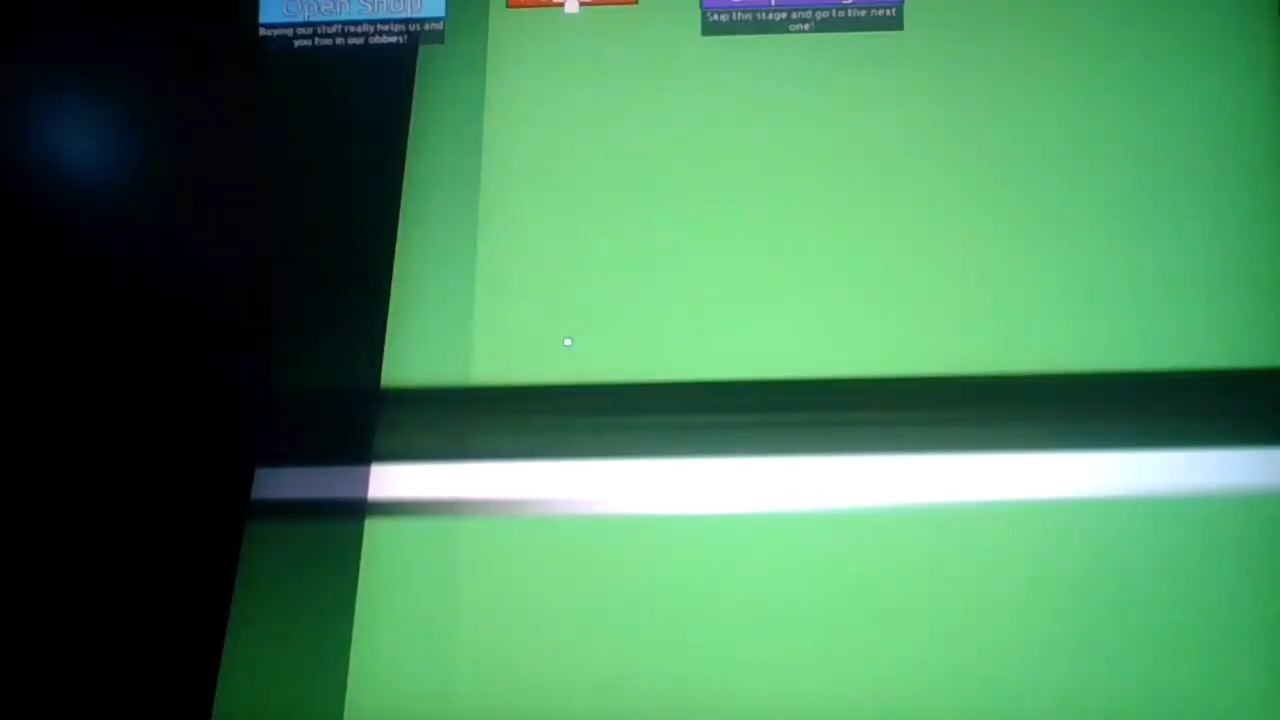 Open Shop
Buying our stuff really helps us and
you too in our obbies!
Skip this stage and go to the next
one!